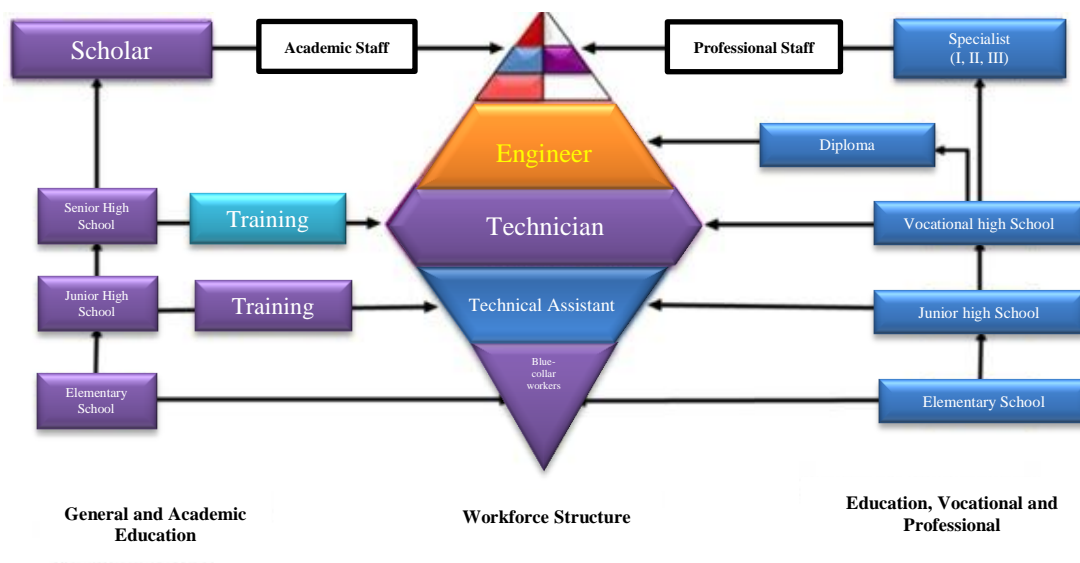 Scholar
Academic Staff
Professional Staff
Specialist
(I, II, III)
Engineer
Diploma
Senior High
School
Training
Technician
Vocational high School
Junior High
School
Training
Technical Assistant
Junior high School
Blue-
collar
workers
Elementary
School
Elementary School
General and Academic
Education
Workforce Structure
Education, Vocational and
Professional